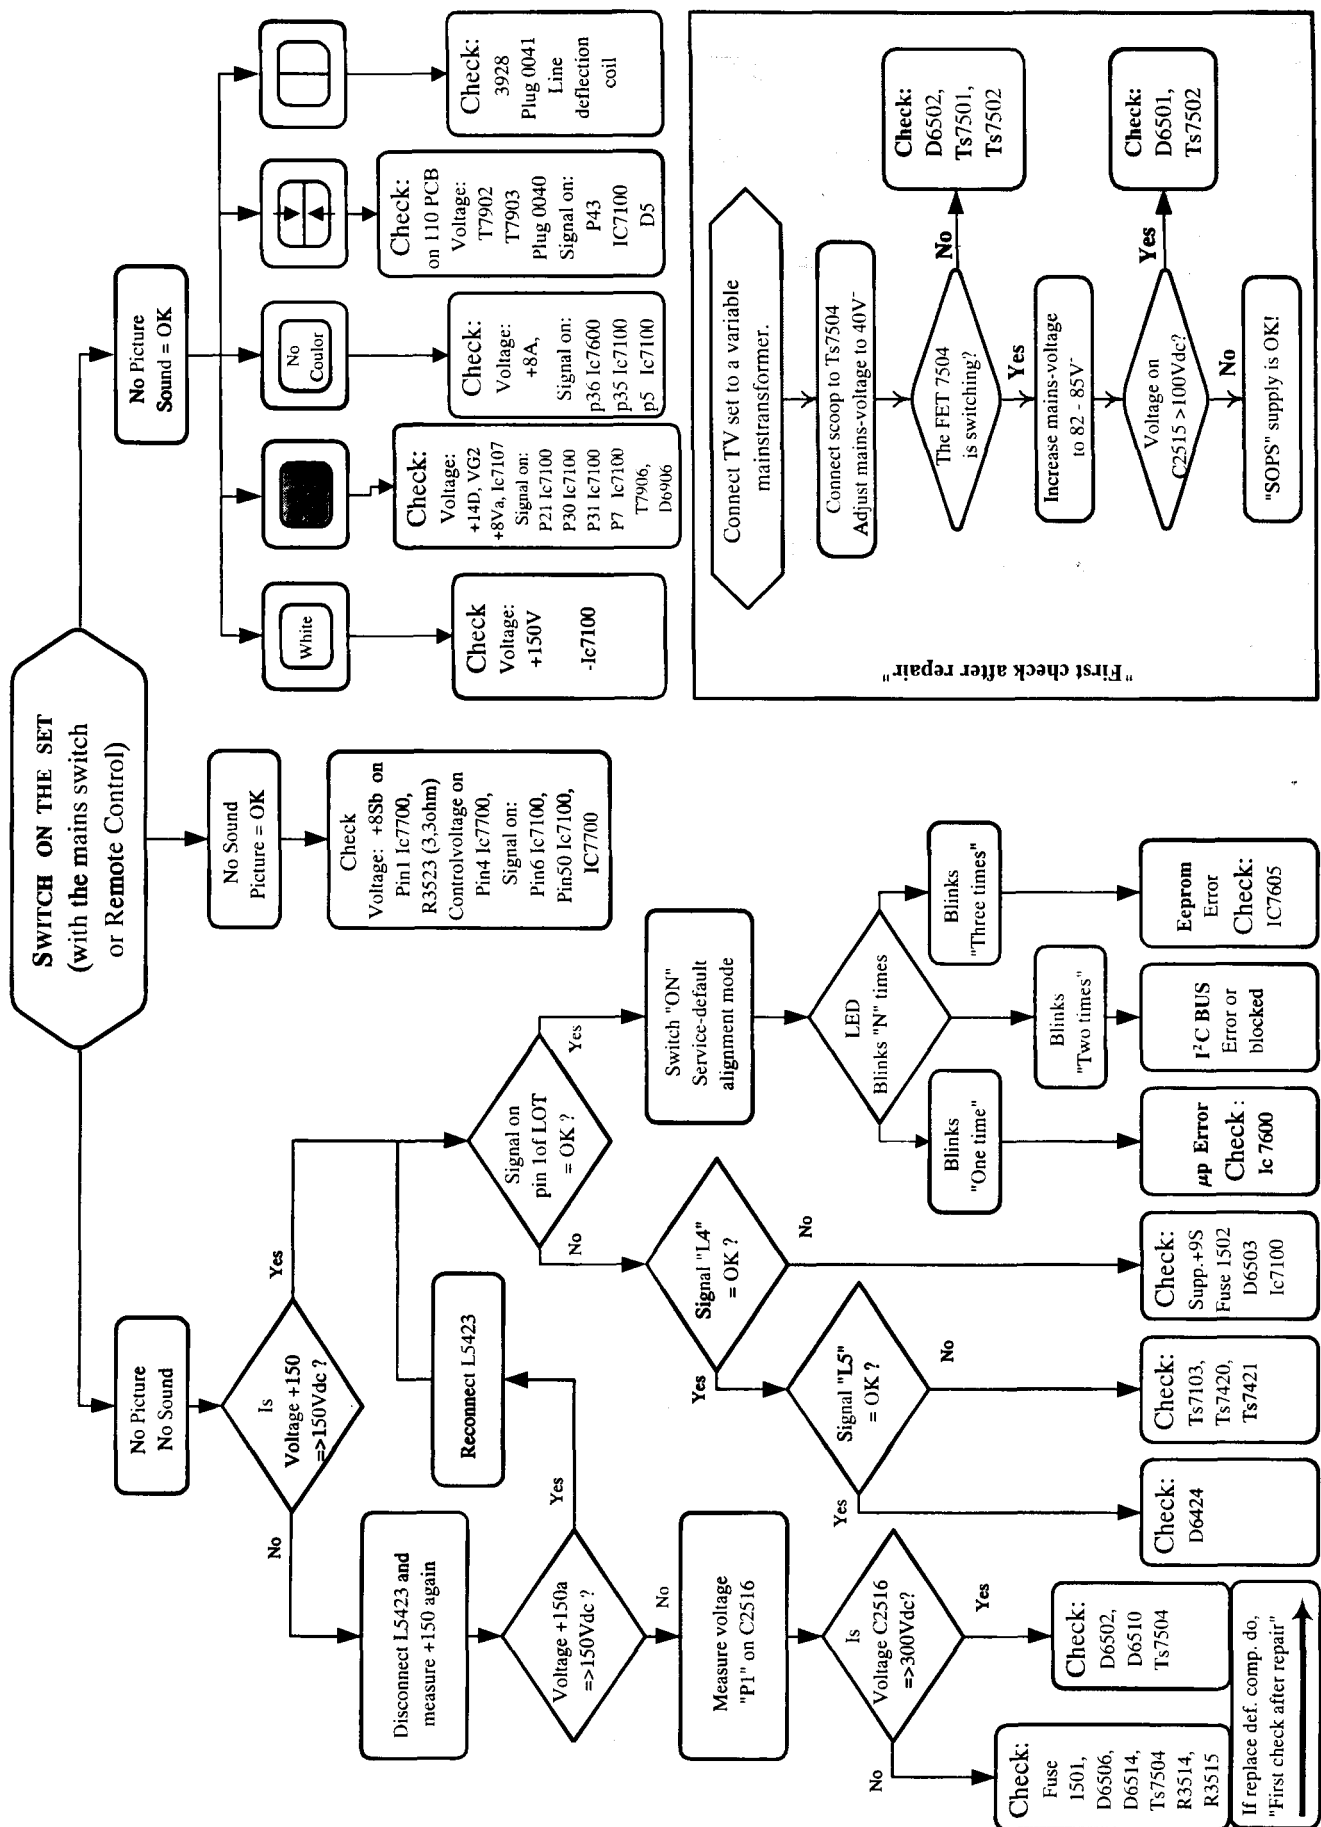 SWITCH ON THE SET
(with the mains switch
or Remote Control)
No Picture
No Sound
Is
Voltage +150
=>150Vdc ?
No
Yes
Disconnect L5423 and
measure +150 again
Voltage +150a
=>150Vdc ?
Yes
No
Reconnect L5423
Measure voltage
"P1" on C2516
Is
Voltage C2516
=>300Vdc?
No
Yes
Check:
Fuse
1501,
D6506,
D6514,
Ts7504
R3514,
R3515
Check:
D6502,
D6510
Ts7504
If replace def. comp. do,
"First check after repair"
Signal on
pin 1of LOT
= OK ?
No
Yes
Signal "L4"
= OK ?
Yes
No
Signal "L5"
= OK ?
Yes
No
Check:
D6424
Check:
Ts7103,
Ts7420,
Ts7421
Check:
Supp.+9S
Fuse 1502
D6503
Ic7100
Switch "ON"
Service-default
alignment mode
LED
Blinks "N" times
Blinks
"One time"
Blinks
"Two times"
Blinks
"Three times"
µp Error
Check :
Ic 7600
I²C BUS
Error or
blocked
Eeprom
Error
Check:
IC7605
No Sound
Picture = OK
Check
Voltage: +8Sb on
Pin1 Ic7700,
R3523 (3,3ohm)
Controlvoltage on
Pin4 Ic7700,
Signal on:
Pin6 Ic7100,
Pin50 Ic7100,
IC7700
No Picture
Sound = OK
White
Check
Voltage:
+150V
-Ic7100
Check:
Voltage:
+14D, VG2
+8Va, Ic7107
Signal on:
P21 Ic7100
P30 Ic7100
P31 Ic7100
P7 Ic7100
T7906,
D6906
No
Coulor
Check:
Voltage:
+8A,
Signal on:
p36 Ic7600
p35 Ic7100
p5 Ic7100
Check:
on 110 PCB
Voltage:
T7902
T7903
Plug 0040
Signal on:
P43
IC7100
D5
Check:
3928
Plug 0041
Line
deflection
coil
"First check after repair"
Connect TV set to a variable
mainstransformer.
Connect scoop to Ts7504
Adjust mains-voltage to 40V~
The FET 7504
is switching?
No
Yes
Check:
D6502,
Ts7501,
Ts7502
Increase mains-voltage
to 82 - 85V~
Voltage on
C2515 >100Vdc?
Yes
No
Check:
D6501,
Ts7502
"SOPS" supply is OK!